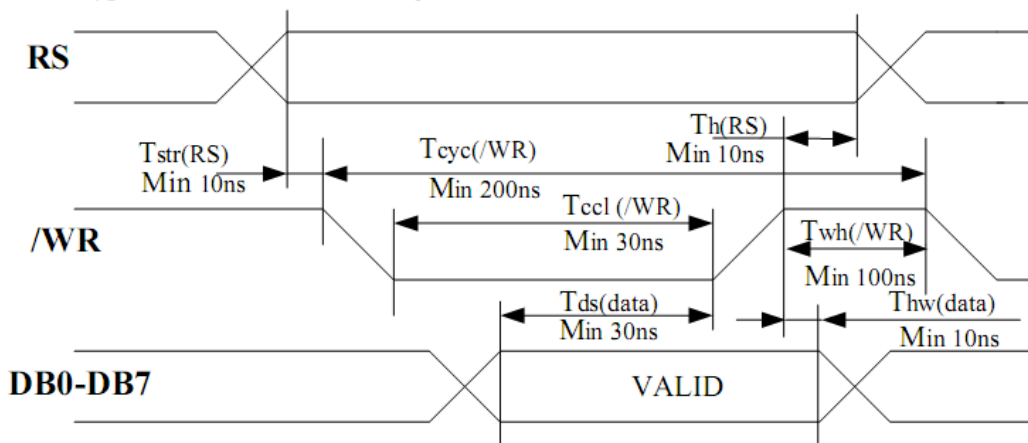 RS
Th(RS)
Min 10ns
Tstr(RS)
Min 10ns
Tcyc(/WR)
Min 200ns
/WR
Tccl (/WR)
Min 30ns
Twh(/WR)
Min 100ns
Tds(data)
Min 30ns
Thw(data)
Min 10ns
DB0-DB7
VALID